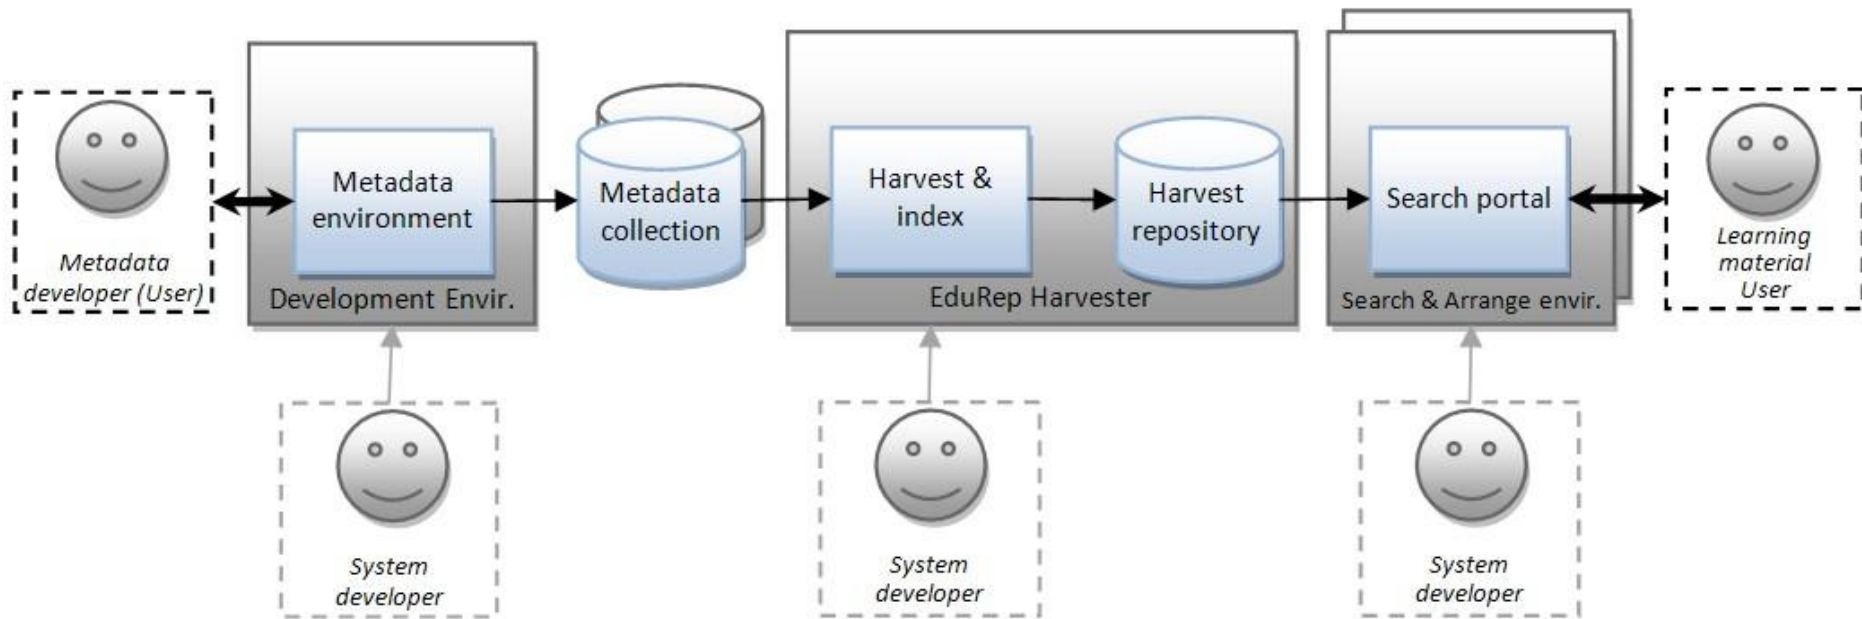 Metadata
developer (User)
Metadata
environment
Development Envir.
Metadata
collection
Harvest &
index
Harvest
repository
EduRep Harvester
Search portal
Search & Arrange envir.
Learning
material
User
System
developer
System
developer
System
developer